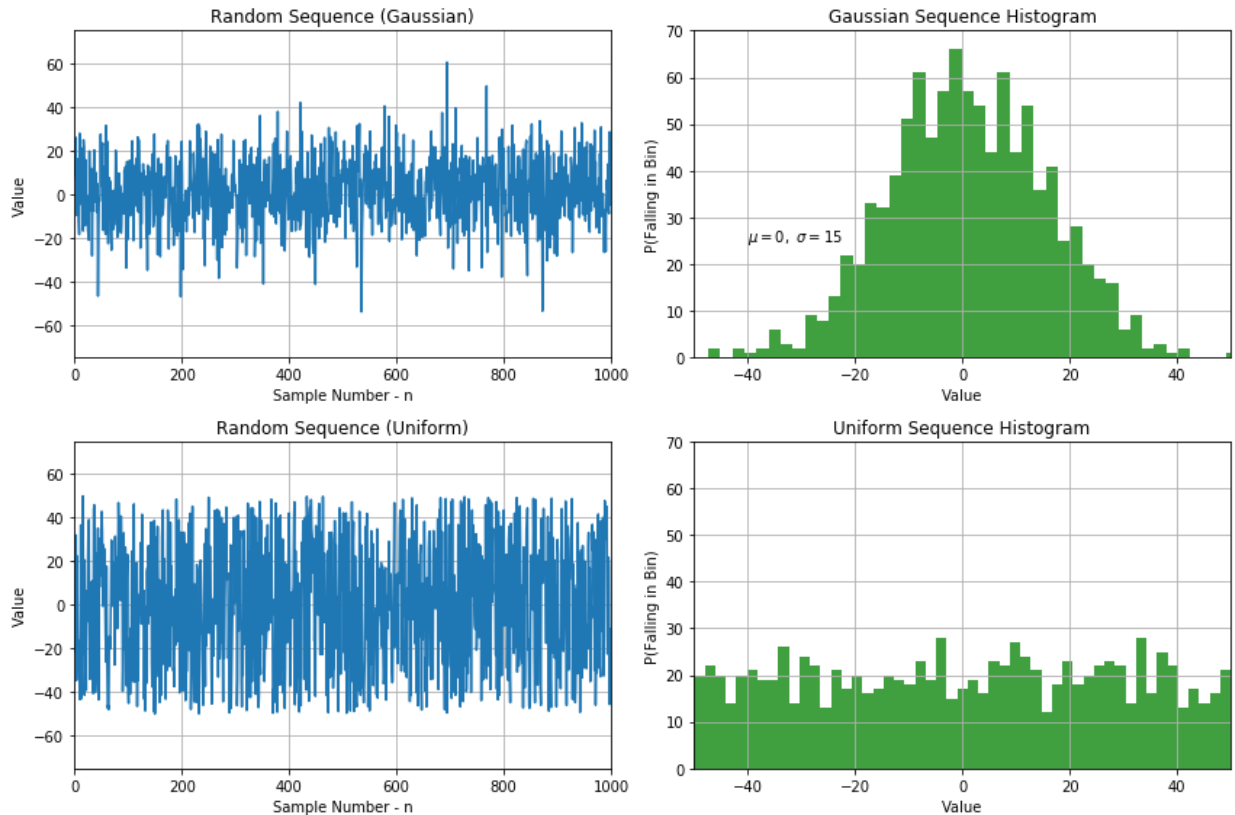 Random Sequence (Gaussian)
Value
60
40
20
0
−20
−40
−60
0 200 400 600 800 1000
Sample Number - n
Gaussian Sequence Histogram
P(Falling in Bin)
70
60
50
40
30
20
10
0
μ = 0, σ = 15
−40 −20 0 20 40
Value
Random Sequence (Uniform)
Value
60
40
20
0
−20
−40
−60
0 200 400 600 800 1000
Sample Number - n
Uniform Sequence Histogram
P(Falling in Bin)
70
60
50
40
30
20
10
0
−40 −20 0 20 40
Value